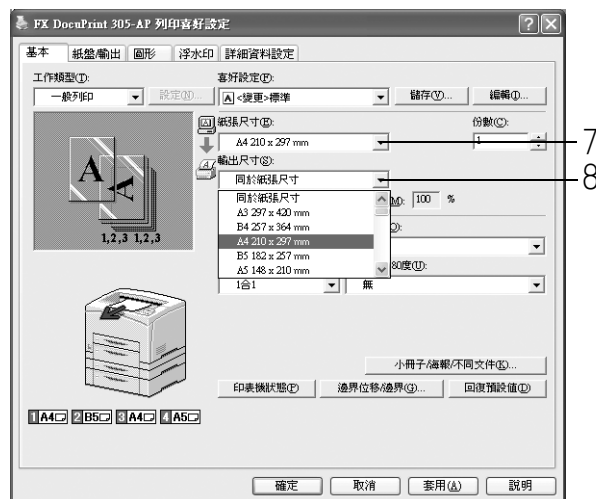 FX DocuPrint 305-AP 列印喜好設定
基本 紙盤/輸出 圖形 浮水印 詳細資料設定
工作類型(T):
一般列印
設定(N)...
喜好設定(F):
<變更>標準
儲存(V)...
編輯(I)...
紙張尺寸(E):
A4 210 x 297 mm
份數(C):
1
7
輸出尺寸(S):
同於紙張尺寸
8
同於紙張尺寸
A3 297 x 420 mm
B4 257 x 364 mm
A4 210 x 297 mm
B5 182 x 257 mm
A5 148 x 210 mm
(M): 100 %
80度(U):
1合1
無
A A
1,2,3 1,2,3
小冊子/海報/不同文件(K)...
印表機狀態(P)
邊界位移/邊界(G)...
回復預設值(D)
1 A4 2 B5 3 A4 4 A5
確定 取消 套用(A) 說明